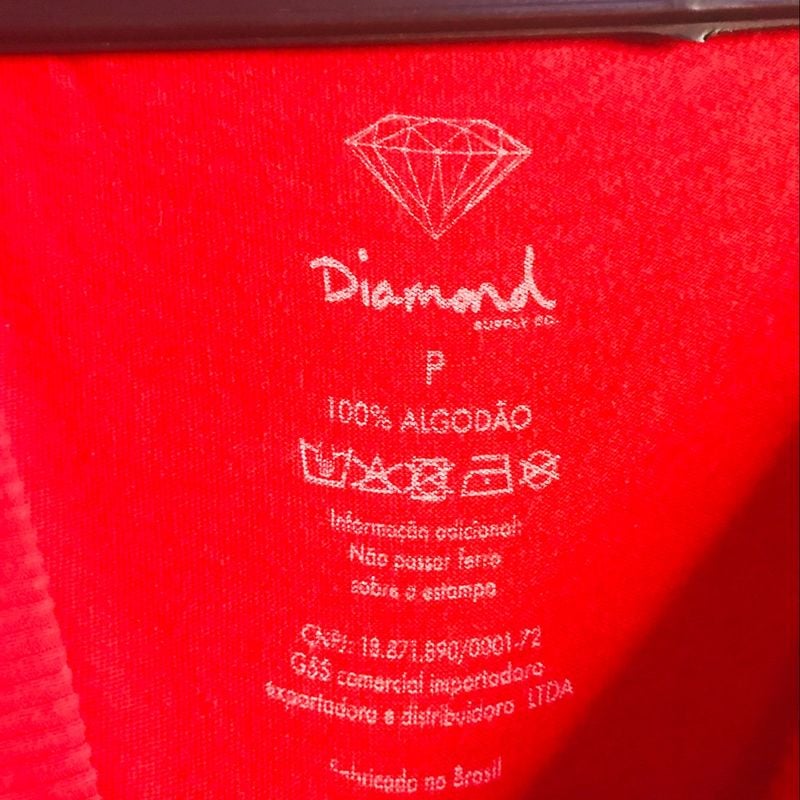 Diamond
SUPPLY CO.
P
100% ALGODÃO
Informação adicional:
Não passar ferro
sobre a estampa
CNPJ: 18.871.890/0001-72
G&S comercial importadora
exportadora e distribuidora LTDA
Fabricado no Brasil